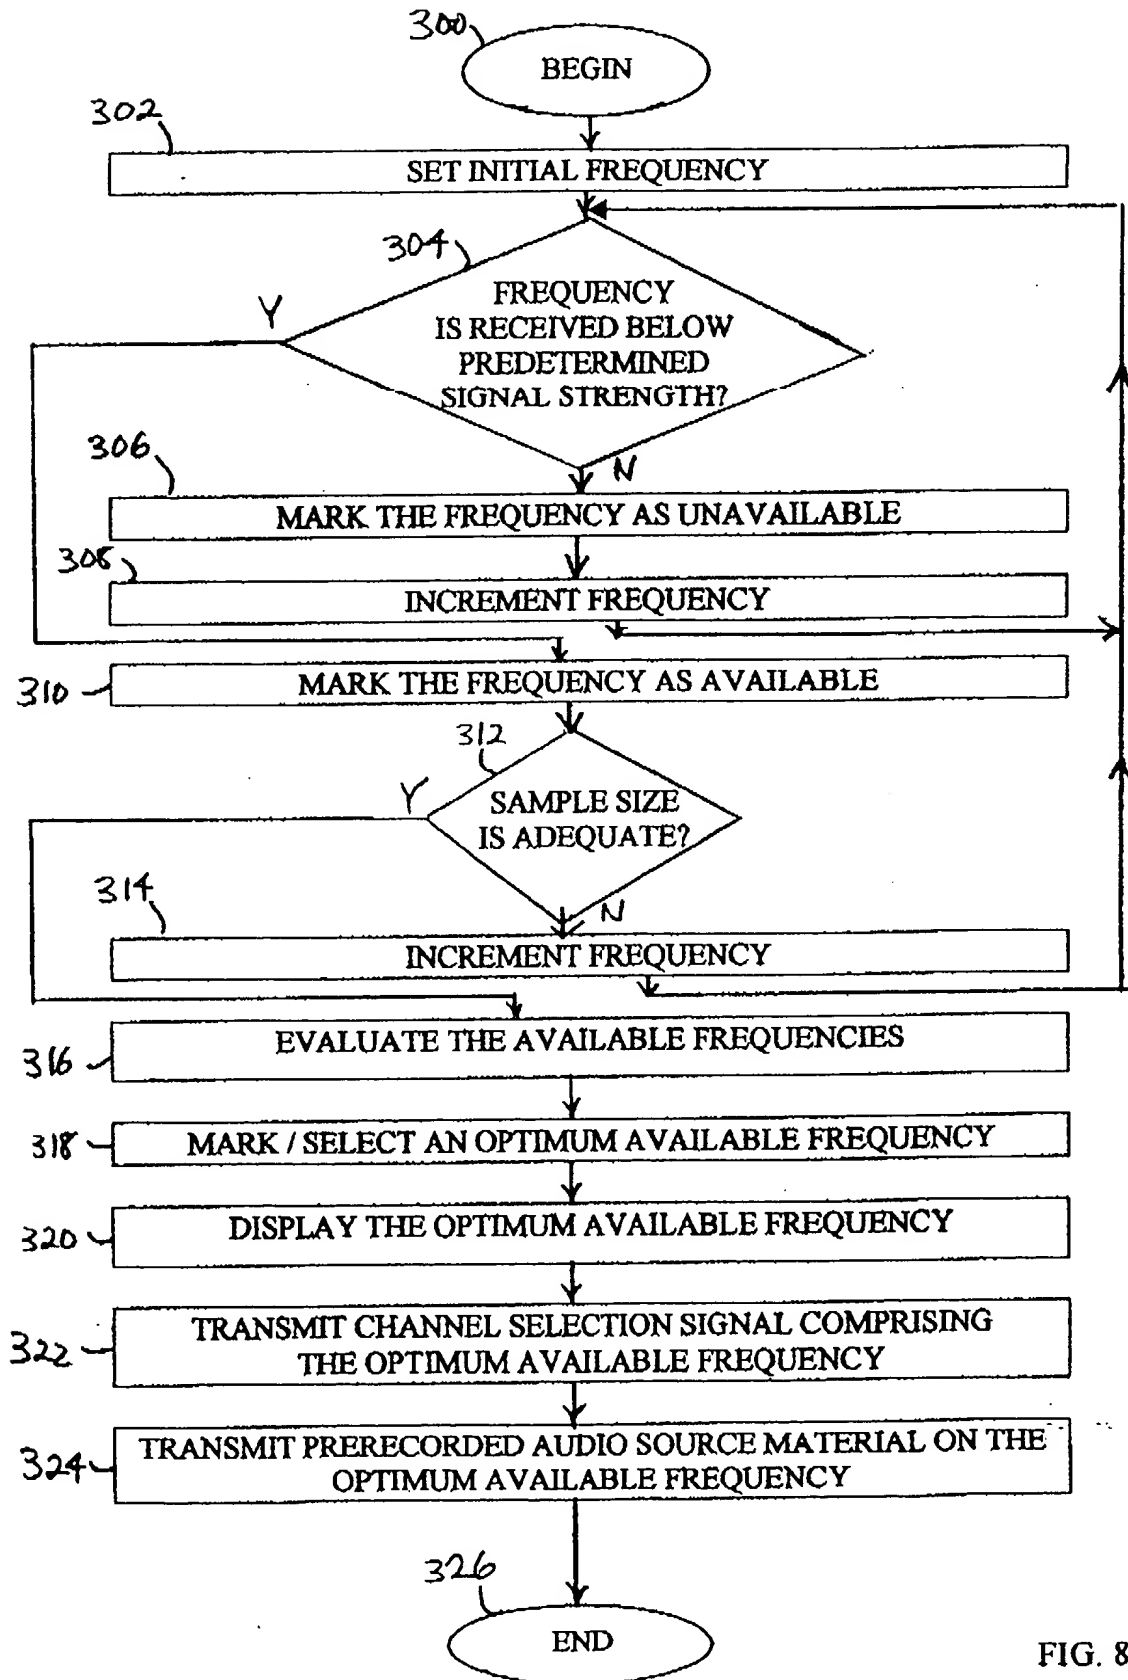 300
BEGIN
302
SET INITIAL FREQUENCY
304
Y
FREQUENCY
IS RECEIVED BELOW
PREDETERMINED
SIGNAL STRENGTH?
306
N
MARK THE FREQUENCY AS UNAVAILABLE
308
INCREMENT FREQUENCY
310
MARK THE FREQUENCY AS AVAILABLE
312
Y
SAMPLE SIZE
IS ADEQUATE?
314
N
INCREMENT FREQUENCY
316
EVALUATE THE AVAILABLE FREQUENCIES
318
MARK / SELECT AN OPTIMUM AVAILABLE FREQUENCY
320
DISPLAY THE OPTIMUM AVAILABLE FREQUENCY
322
TRANSMIT CHANNEL SELECTION SIGNAL COMPRISING
THE OPTIMUM AVAILABLE FREQUENCY
324
TRANSMIT PRERECORDED AUDIO SOURCE MATERIAL ON THE
OPTIMUM AVAILABLE FREQUENCY
326
END
FIG. 8